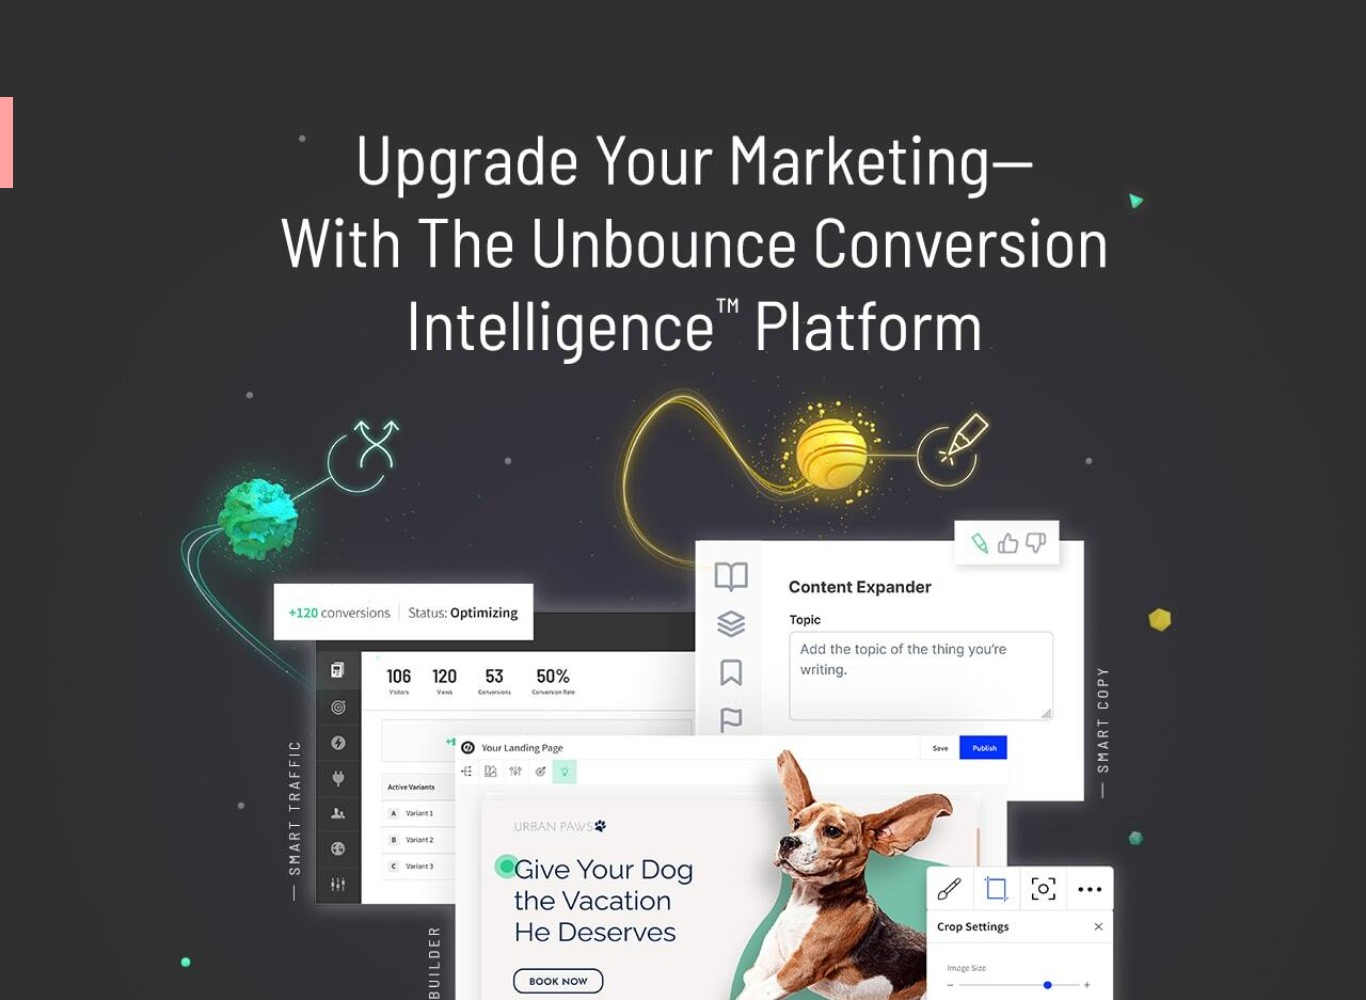 Upgrade Your Marketing—
With The Unbounce Conversion
Intelligence™ Platform
+120 conversions Status: Optimizing
106 120 53 50%
Visitors Views Conversions Conversion Rate
Active Variants
A Variant 1
B Variant 2
C Variant 3
— SMART TRAFFIC
Content Expander
Topic
Add the topic of the thing you're
writing.
— SMART COPY
Your Landing Page
Save Publish
URBAN PAWS
Give Your Dog
the Vacation
He Deserves
BOOK NOW
BUILDER
Crop Settings
Image Size